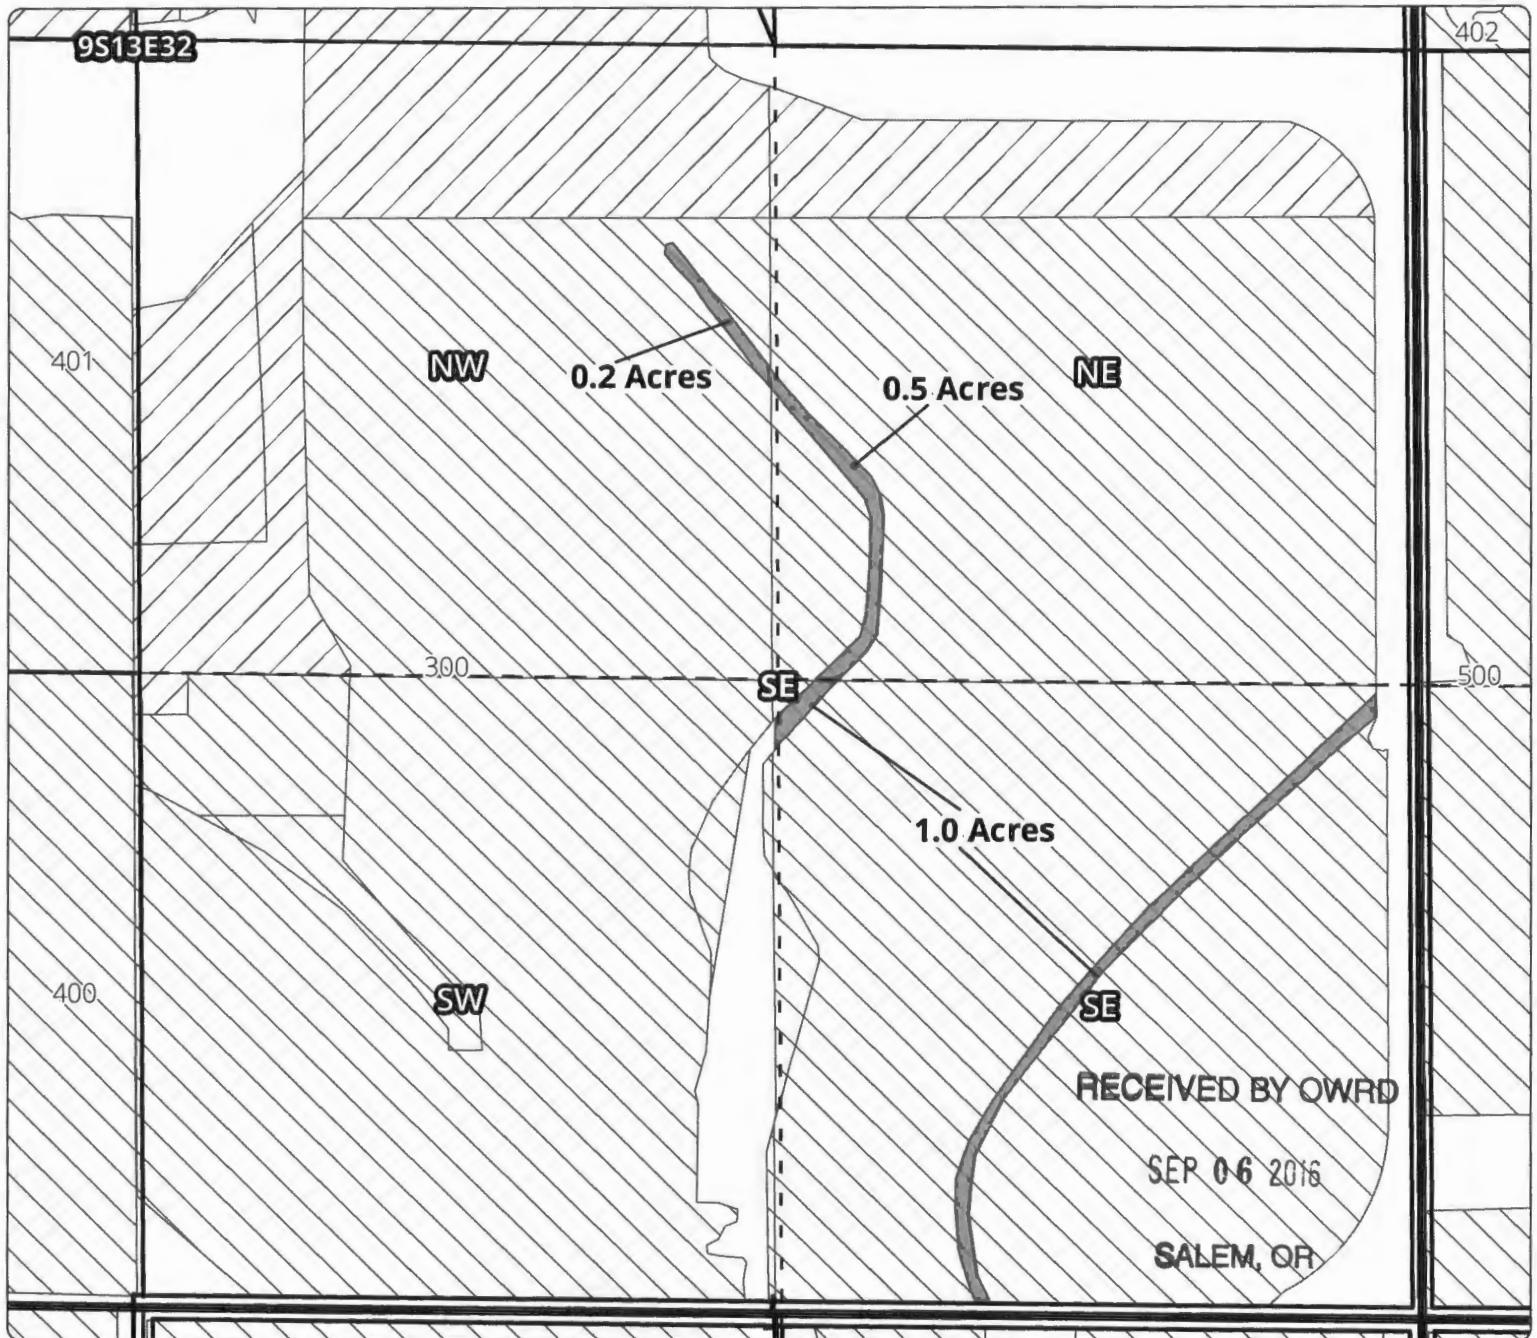 402
9S13E32
401
NW
0.2 Acres
0.5 Acres
NE
300
SE
500
1.0 Acres
400
SW
SE
RECEIVED BY OWRD
SEP 06 2016
SALEM, OR